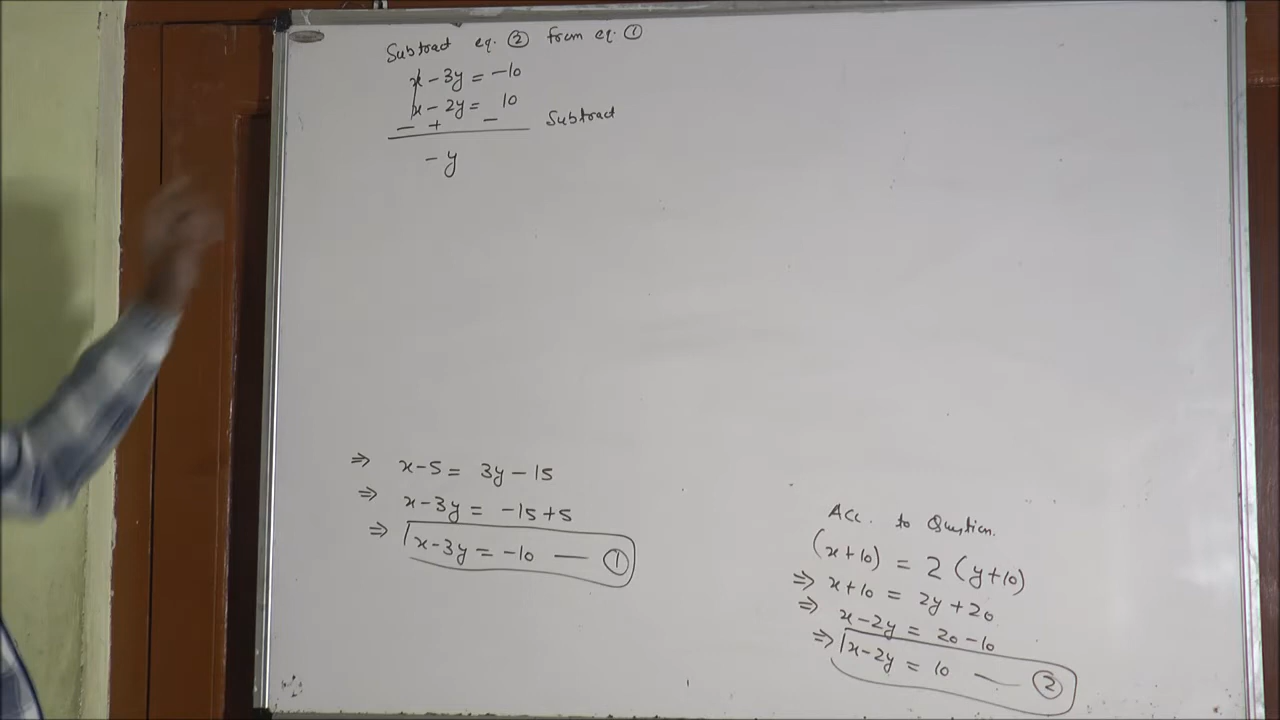 Subtract eq. ② from eq. ①
x - 3y = -10
x - 2y = 10
- + - Subtract
- y
⇒ x-5 = 3y - 15
⇒ x-3y = -15+5
⇒ x-3y = -10 — ①
Acc. to Question.
(x+10) = 2 (y+10)
⇒ x+10 = 2y+20
⇒ x-2y = 20-10
⇒ x-2y = 10 — ②